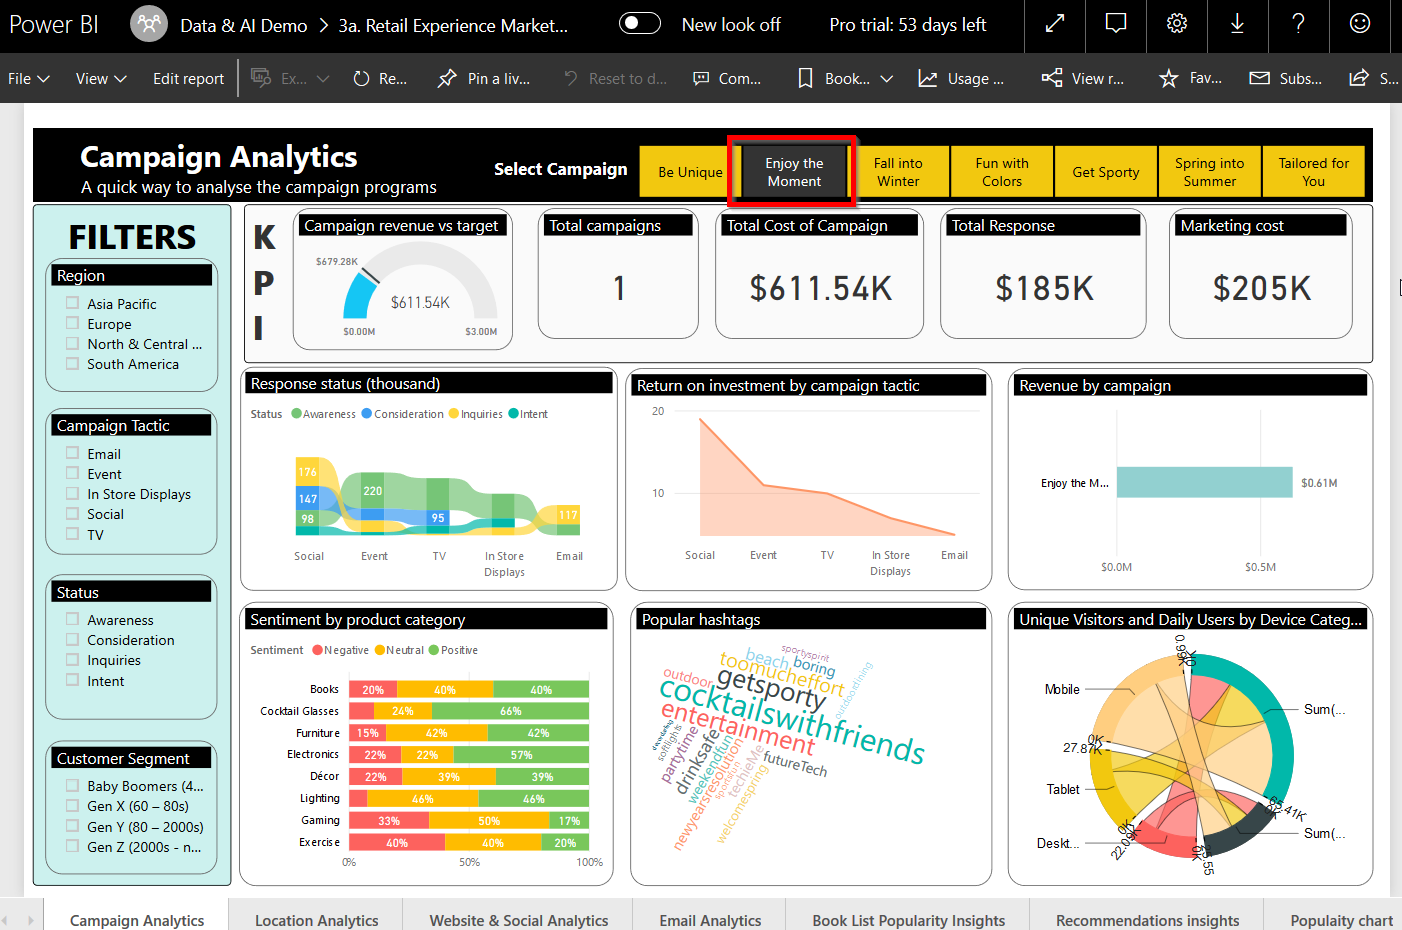 Power BI
Data & AI Demo > 3a. Retail Experience Market...
New look off
Pro trial: 53 days left
File
View
Edit report
Ex...
Re...
Pin a liv...
Reset to d...
Com...
Book...
Usage ...
View r...
Fav...
Subs...
S...
Campaign Analytics
A quick way to analyse the campaign programs
Select Campaign
Be Unique
Enjoy the
Moment
Fall into
Winter
Fun with
Colors
Get Sporty
Spring into
Summer
Tailored for
You
FILTERS
Region
Asia Pacific
Europe
North & Central ...
South America
Campaign Tactic
Email
Event
In Store Displays
Social
TV
Status
Awareness
Consideration
Inquiries
Intent
Customer Segment
Baby Boomers (4...
Gen X (60 – 80s)
Gen Y (80 – 2000s)
Gen Z (2000s - n...
K
P
I
Campaign revenue vs target
$679.28K
$611.54K
$0.00M
$3.00M
Total campaigns
1
Total Cost of Campaign
$611.54K
Total Response
$185K
Marketing cost
$205K
Response status (thousand)
Status Awareness Consideration Inquiries Intent
176
147
98
220
95
117
Social
Event
TV
In Store
Displays
Email
Return on investment by campaign tactic
20
10
Social
Event
TV
In Store
Displays
Email
Revenue by campaign
Enjoy the M...
$0.61M
$0.0M
$0.5M
Sentiment by product category
Sentiment Negative Neutral Positive
Books 20% 40% 40%
Cocktail Glasses 24% 66%
Furniture 15% 42% 42%
Electronics 22% 22% 57%
Décor 22% 39% 39%
Lighting 46% 46%
Gaming 33% 50% 17%
Exercise 40% 40% 20%
0% 50% 100%
Popular hashtags
sportyspirit
beach
boring
toomucheffort
outdoor
getsporty
outdoordining
cocktailswithfriends
entertainment
softlights
partytime
drinksafe
weekendfun
newyearsresolution
techieMe
futureTech
welcomespring
Unique Visitors and Daily Users by Device Categ...
Mobile
Tablet
Deskt...
Sum(...
Sum(...
0K
27.87K
0K
22.09K
0K
Campaign Analytics
Location Analytics
Website & Social Analytics
Email Analytics
Book List Popularity Insights
Recommendations insights
Populaity chart